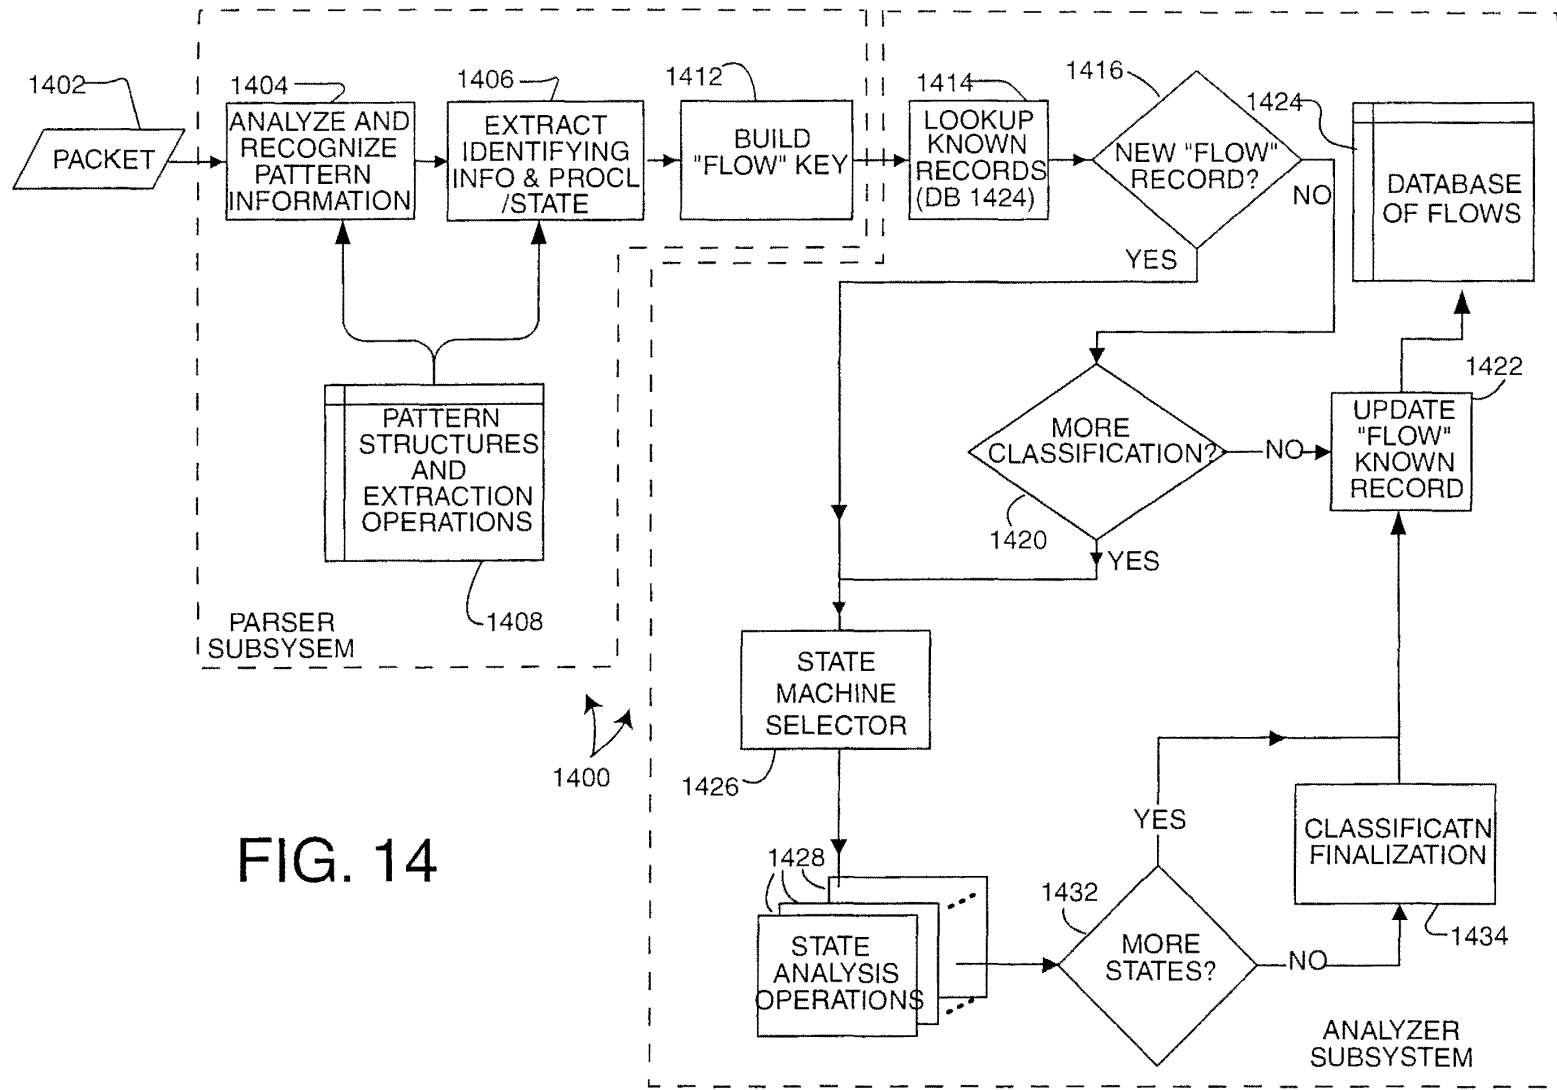 1402
PACKET
1404
ANALYZE AND
RECOGNIZE
PATTERN
INFORMATION
1406
EXTRACT
IDENTIFYING
INFO & PROCL
/STATE
1412
BUILD
"FLOW" KEY
1414
LOOKUP
KNOWN
RECORDS
(DB 1424)
1416
NEW "FLOW"
RECORD?
NO
YES
1424
DATABASE
OF FLOWS
PATTERN
STRUCTURES
AND
EXTRACTION
OPERATIONS
1408
PARSER
SUBSYSEM
MORE
CLASSIFICATION?
1420
NO
YES
1422
UPDATE
"FLOW"
KNOWN
RECORD
STATE
MACHINE
SELECTOR
1426
1400
FIG. 14
1428
STATE
ANALYSIS
OPERATIONS
1432
MORE
STATES?
YES
NO
CLASSIFICATN
FINALIZATION
1434
ANALYZER
SUBSYSTEM